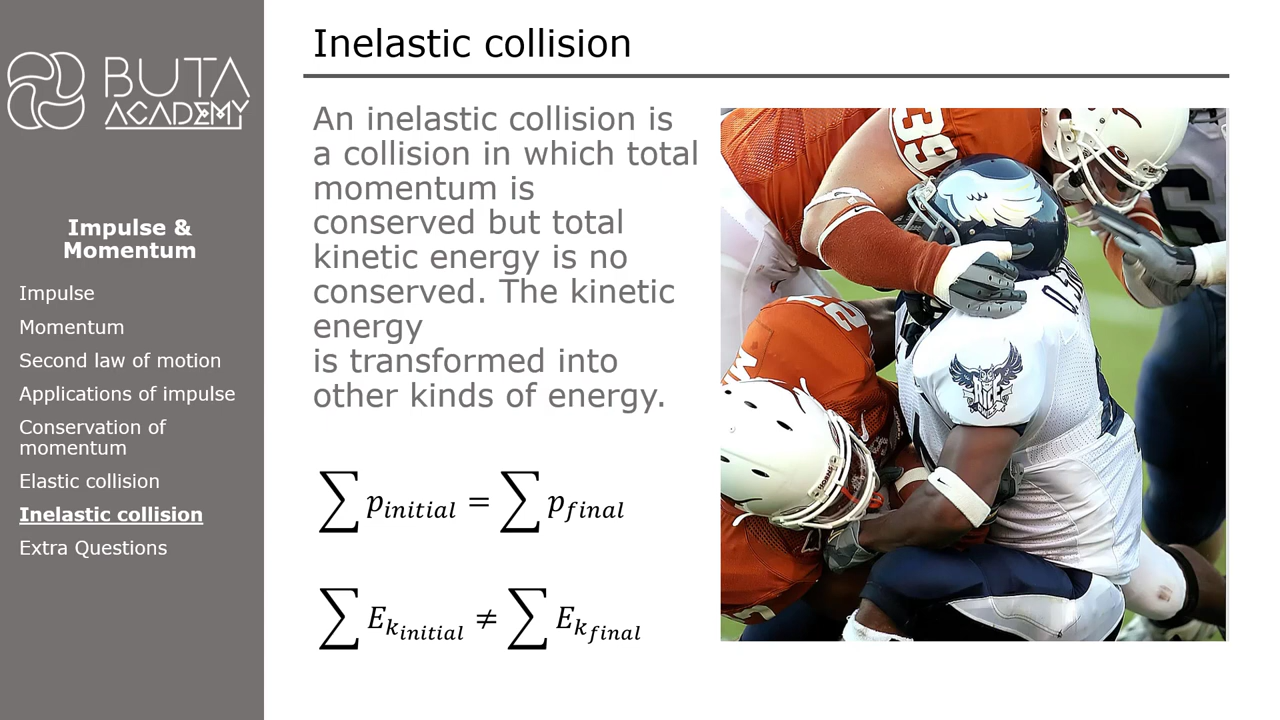 BUTA
ACADEMY
Impulse &
Momentum
Impulse
Momentum
Second law of motion
Applications of impulse
Conservation of
momentum
Elastic collision
Inelastic collision
Extra Questions
Inelastic collision
An inelastic collision is
a collision in which total
momentum is
conserved but total
kinetic energy is no
conserved. The kinetic
energy
is transformed into
other kinds of energy.
∑ p_initial = ∑ p_final
∑ E_k_initial ≠ ∑ E_k_final
39
RICE